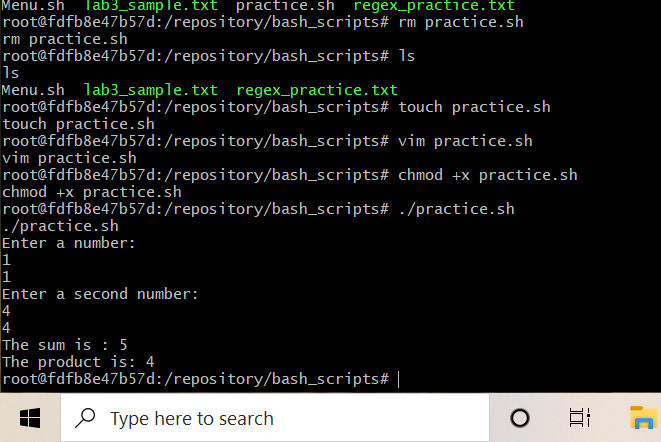 Menu.sh  lab3_sample.txt  practice.sh  regex_practice.txt
root@fdfb8e47b57d:/repository/bash_scripts# rm practice.sh
rm practice.sh
root@fdfb8e47b57d:/repository/bash_scripts# ls
ls
Menu.sh  lab3_sample.txt  regex_practice.txt
root@fdfb8e47b57d:/repository/bash_scripts# touch practice.sh
touch practice.sh
root@fdfb8e47b57d:/repository/bash_scripts# vim practice.sh
vim practice.sh
root@fdfb8e47b57d:/repository/bash_scripts# chmod +x practice.sh
chmod +x practice.sh
root@fdfb8e47b57d:/repository/bash_scripts# ./practice.sh
./practice.sh
Enter a number:
1
1
Enter a second number:
4
4
The sum is : 5
The product is: 4
root@fdfb8e47b57d:/repository/bash_scripts#
Type here to search